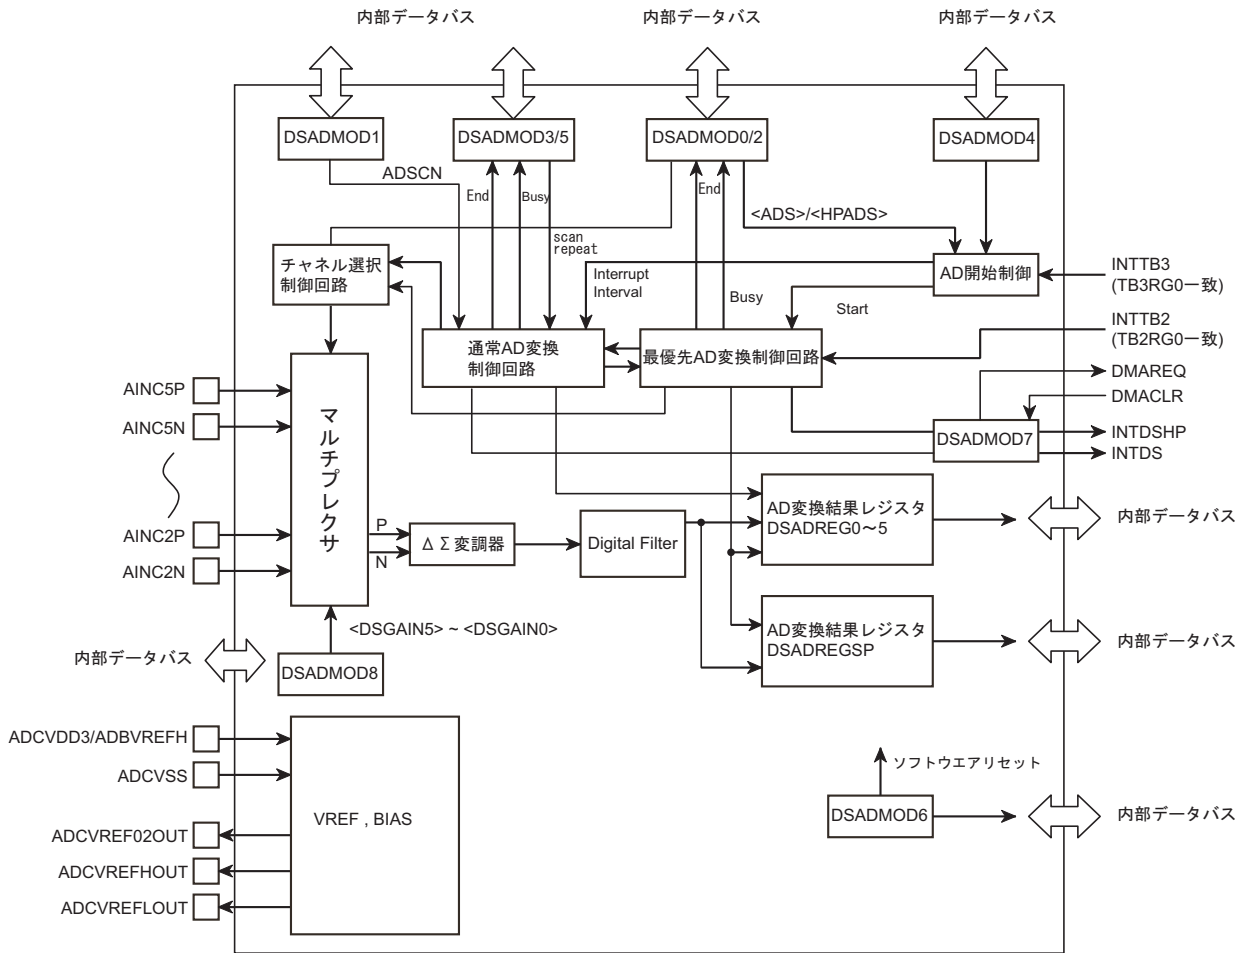 内部データバス
内部データバス
内部データバス
DSADMOD1
DSADMOD3/5
DSADMOD0/2
DSADMOD4
ADSCN
End
Busy
End
<ADS>/<HPADS>
scan
repeat
チャネル選択
制御回路
Interrupt
Interval
Busy
Start
AD開始制御
INTTB3
(TB3RG0一致)
INTTB2
(TB2RG0一致)
通常AD変換
制御回路
最優先AD変換制御回路
DMAREQ
DMACLR
DSADMOD7
INTDSHP
INTDS
AINC5P
AINC5N
AINC2P
AINC2N
マルチプレクサ
P
N
ΔΣ変調器
Digital Filter
AD変換結果レジスタ
DSADREG0〜5
内部データバス
AD変換結果レジスタ
DSADREGSP
内部データバス
<DSGAIN5> ~ <DSGAIN0>
内部データバス
DSADMOD8
ADCVDD3/ADBVREFH
ADCVSS
ADCVREF02OUT
ADCVREFHOUT
ADCVREFLOUT
VREF , BIAS
ソフトウエアリセット
DSADMOD6
内部データバス